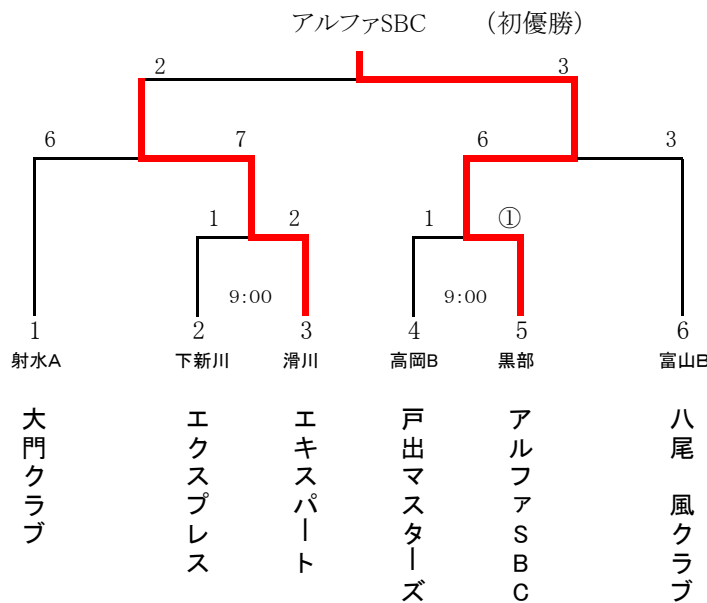 アルファSBC （初優勝）
2 3
6 7 6 3
1 2 1 ①
9:00 9:00
1 2 3 4 5 6
射水A 下新川 滑川 高岡B 黒部 富山B
大門クラブ
エクスプレス
エキスパート
戸出マスターズ
アルファSBC
八尾　風クラブ